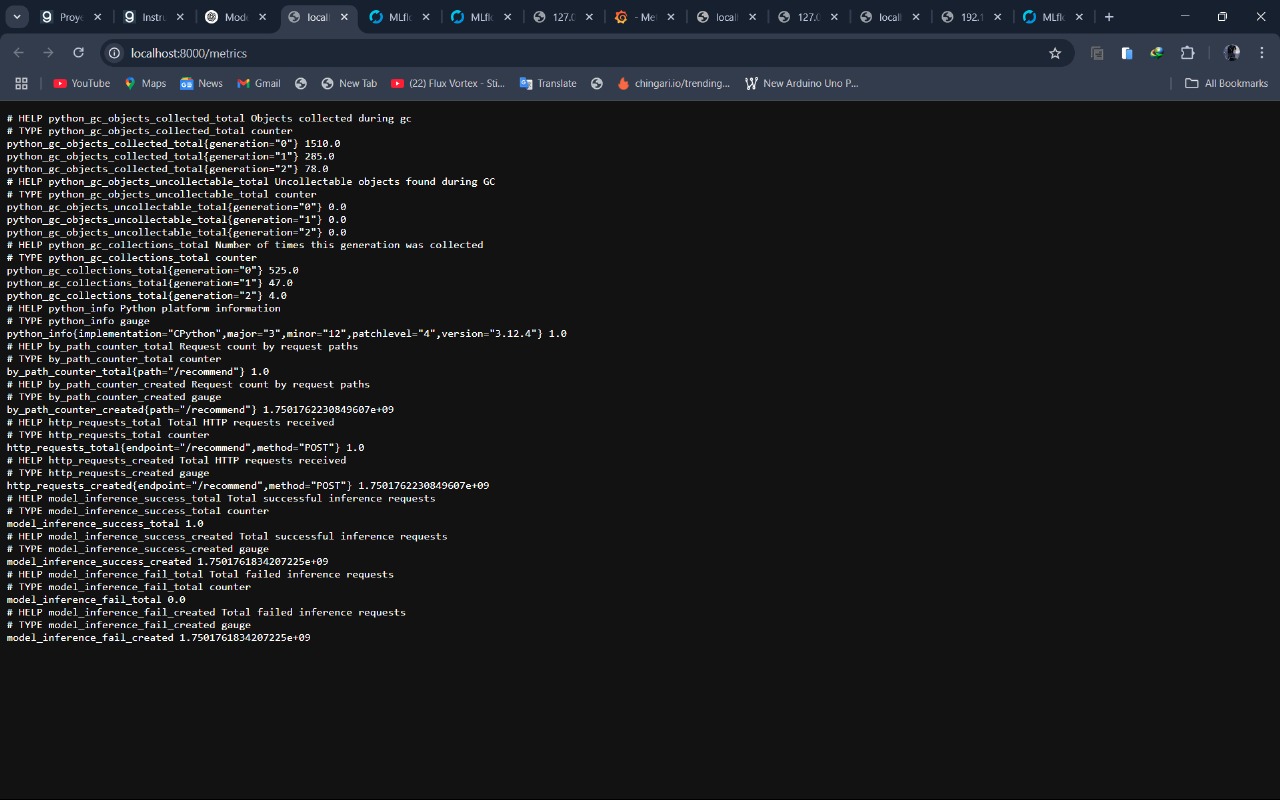 Proye
Instru
Mode
local
MLflo
MLflo
127.0
- Me
local
127.0
local
192.1
MLflo
localhost:8000/metrics
YouTube
Maps
News
Gmail
New Tab
(22) Flux Vortex - Sti...
Translate
chingari.io/trending...
New Arduino Uno P...
All Bookmarks
# HELP python_gc_objects_collected_total Objects collected during gc
# TYPE python_gc_objects_collected_total counter
python_gc_objects_collected_total{generation="0"} 1510.0
python_gc_objects_collected_total{generation="1"} 285.0
python_gc_objects_collected_total{generation="2"} 78.0
# HELP python_gc_objects_uncollectable_total Uncollectable objects found during GC
# TYPE python_gc_objects_uncollectable_total counter
python_gc_objects_uncollectable_total{generation="0"} 0.0
python_gc_objects_uncollectable_total{generation="1"} 0.0
python_gc_objects_uncollectable_total{generation="2"} 0.0
# HELP python_gc_collections_total Number of times this generation was collected
# TYPE python_gc_collections_total counter
python_gc_collections_total{generation="0"} 525.0
python_gc_collections_total{generation="1"} 47.0
python_gc_collections_total{generation="2"} 4.0
# HELP python_info Python platform information
# TYPE python_info gauge
python_info{implementation="CPython",major="3",minor="12",patchlevel="4",version="3.12.4"} 1.0
# HELP by_path_counter_total Request count by request paths
# TYPE by_path_counter_total counter
by_path_counter_total{path="/recommend"} 1.0
# HELP by_path_counter_created Request count by request paths
# TYPE by_path_counter_created gauge
by_path_counter_created{path="/recommend"} 1.7501762230849607e+09
# HELP http_requests_total Total HTTP requests received
# TYPE http_requests_total counter
http_requests_total{endpoint="/recommend",method="POST"} 1.0
# HELP http_requests_created Total HTTP requests received
# TYPE http_requests_created gauge
http_requests_created{endpoint="/recommend",method="POST"} 1.7501762230849607e+09
# HELP model_inference_success_total Total successful inference requests
# TYPE model_inference_success_total counter
model_inference_success_total 1.0
# HELP model_inference_success_created Total successful inference requests
# TYPE model_inference_success_created gauge
model_inference_success_created 1.7501761834207225e+09
# HELP model_inference_fail_total Total failed inference requests
# TYPE model_inference_fail_total counter
model_inference_fail_total 0.0
# HELP model_inference_fail_created Total failed inference requests
# TYPE model_inference_fail_created gauge
model_inference_fail_created 1.7501761834207225e+09